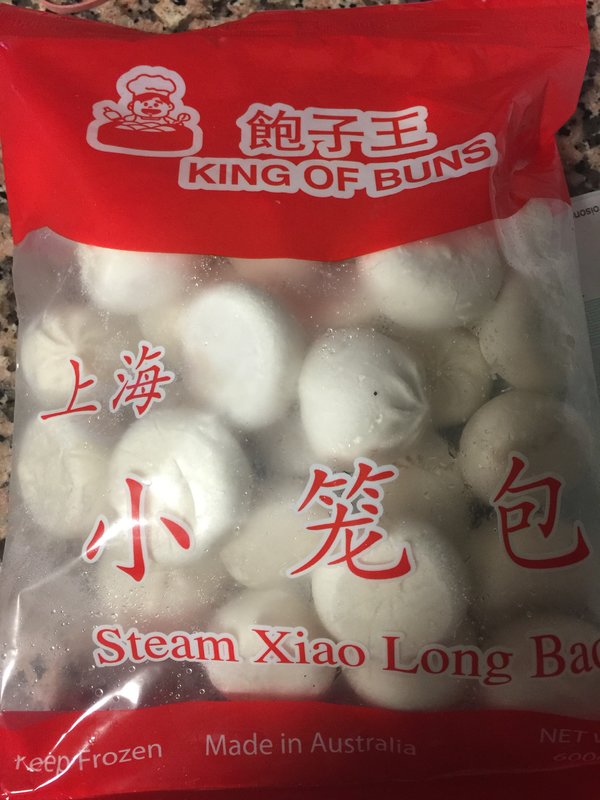 飽子王
KING OF BUNS
上海
小笼包
Steam Xiao Long Bao
Keep Frozen Made in Australia NET